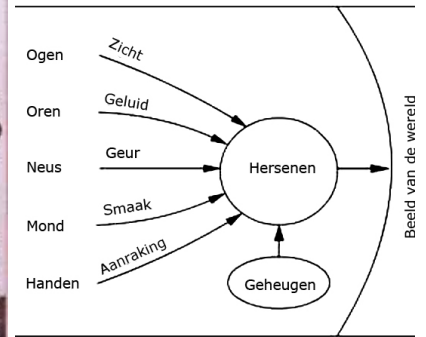 Ogen
Zicht
Oren
Geluid
Neus
Geur
Mond
Smaak
Handen
Aanraking
Hersenen
Geheugen
Beeld van de wereld